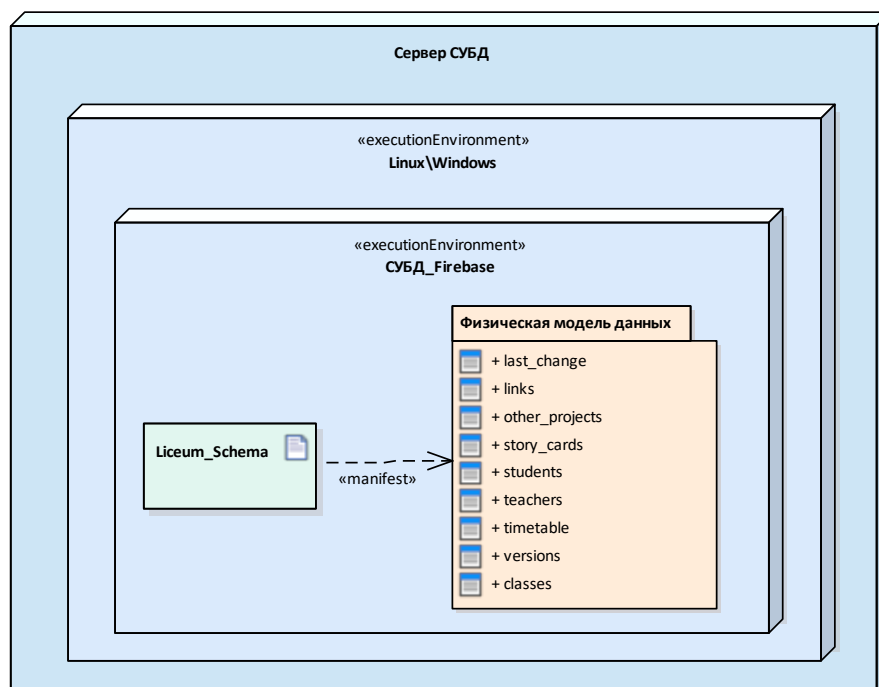 Сервер СУБД
«executionEnvironment»
Linux\Windows
«executionEnvironment»
СУБД_Firebase
Физическая модель данных
+ last_change
+ links
+ other_projects
+ story_cards
+ students
+ teachers
+ timetable
+ versions
+ classes
Liceum_Schema
«manifest»